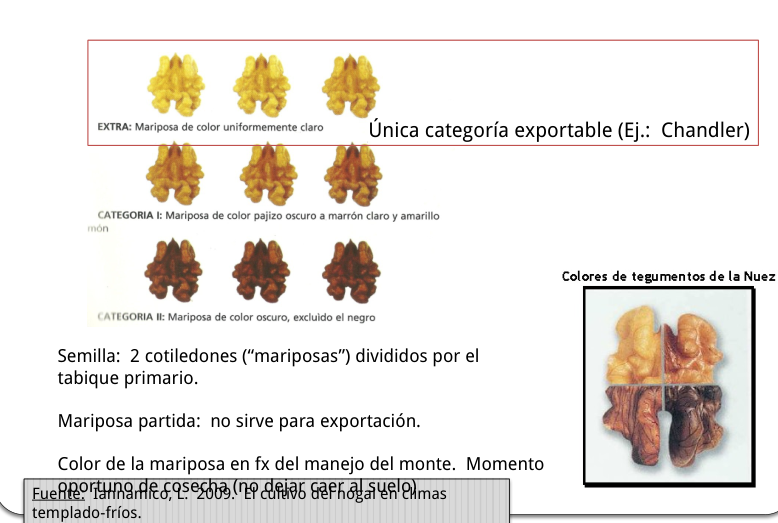 EXTRA: Mariposa de color uniformemente claro
Única categoría exportable (Ej.:  Chandler)
CATEGORIA I: Mariposa de color pajizo oscuro a marrón claro y amarillo
món
CATEGORIA II: Mariposa de color oscuro, excluido el negro
Colores de tegumentos de la Nuez
Semilla:  2 cotiledones (“mariposas”) divididos por el
tabique primario.
Mariposa partida:  no sirve para exportación.
Color de la mariposa en fx del manejo del monte.  Momento
oportuno de cosecha (no dejar caer al suelo)
Fuente:  Iannamico, L.  2009.  El cultivo del nogal en climas
templado-fríos.